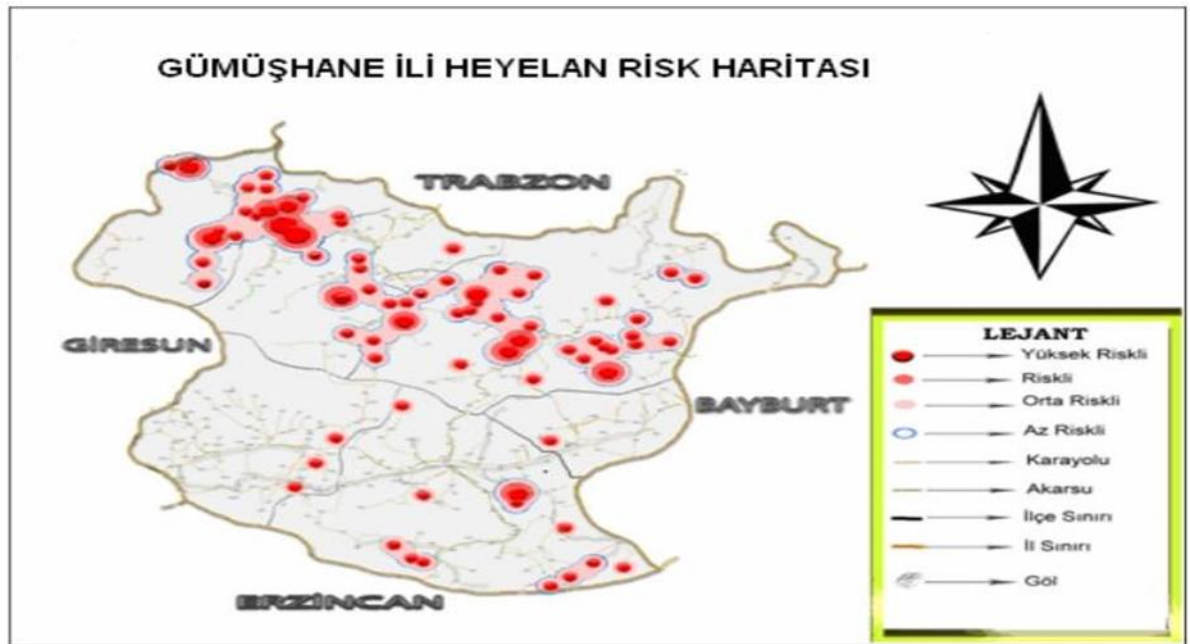 GÜMÜŞHANE İLİ HEYELAN RİSK HARİTASI
TRABZON
GİRESUN
BAYBURT
ERZİNCAN
LEJANT
Yüksek Riskli
Riskli
Orta Riskli
Az Riskli
Karayolu
Akarsu
İlçe Sınırı
İl Sınırı
Göl